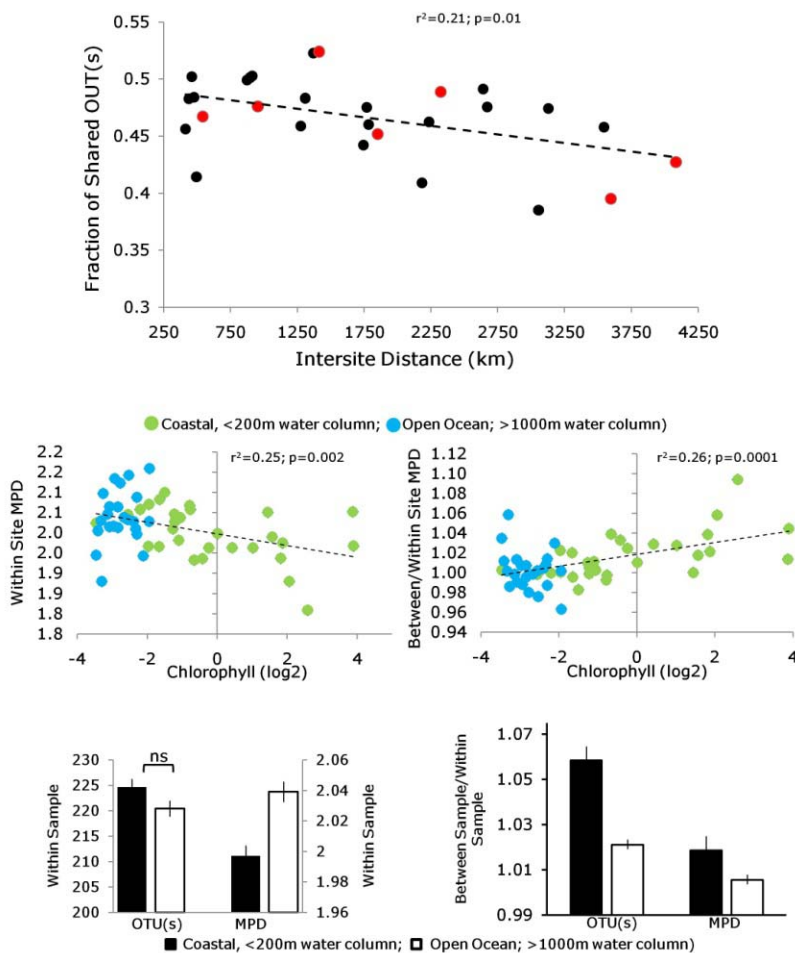 r²=0.21; p=0.01
Fraction of Shared OUT(s)
0.55
0.5
0.45
0.4
0.35
0.3
250 750 1250 1750 2250 2750 3250 3750 4250
Intersite Distance (km)
Coastal, <200m water column; Open Ocean; >1000m water column)
Within Site MPD
2.2
2.1
2.1
2.0
2.0
1.9
1.9
1.8
1.8
r²=0.25; p=0.002
-4 -2 0 2 4
Chlorophyll (log2)
Between/Within Site MPD
1.12
1.10
1.08
1.06
1.04
1.02
1.00
0.98
0.96
0.94
r²=0.26; p=0.0001
-4 -2 0 2 4
Chlorophyll (log2)
Within Sample
230
225
220
215
210
205
200
ns
2.06
2.04
2.02
2
1.98
1.96
Within Sample
OTU(s) MPD
Between Sample/Within
Sample
1.07
1.05
1.03
1.01
0.99
OTU(s) MPD
Coastal, <200m water column; Open Ocean; >1000m water column)